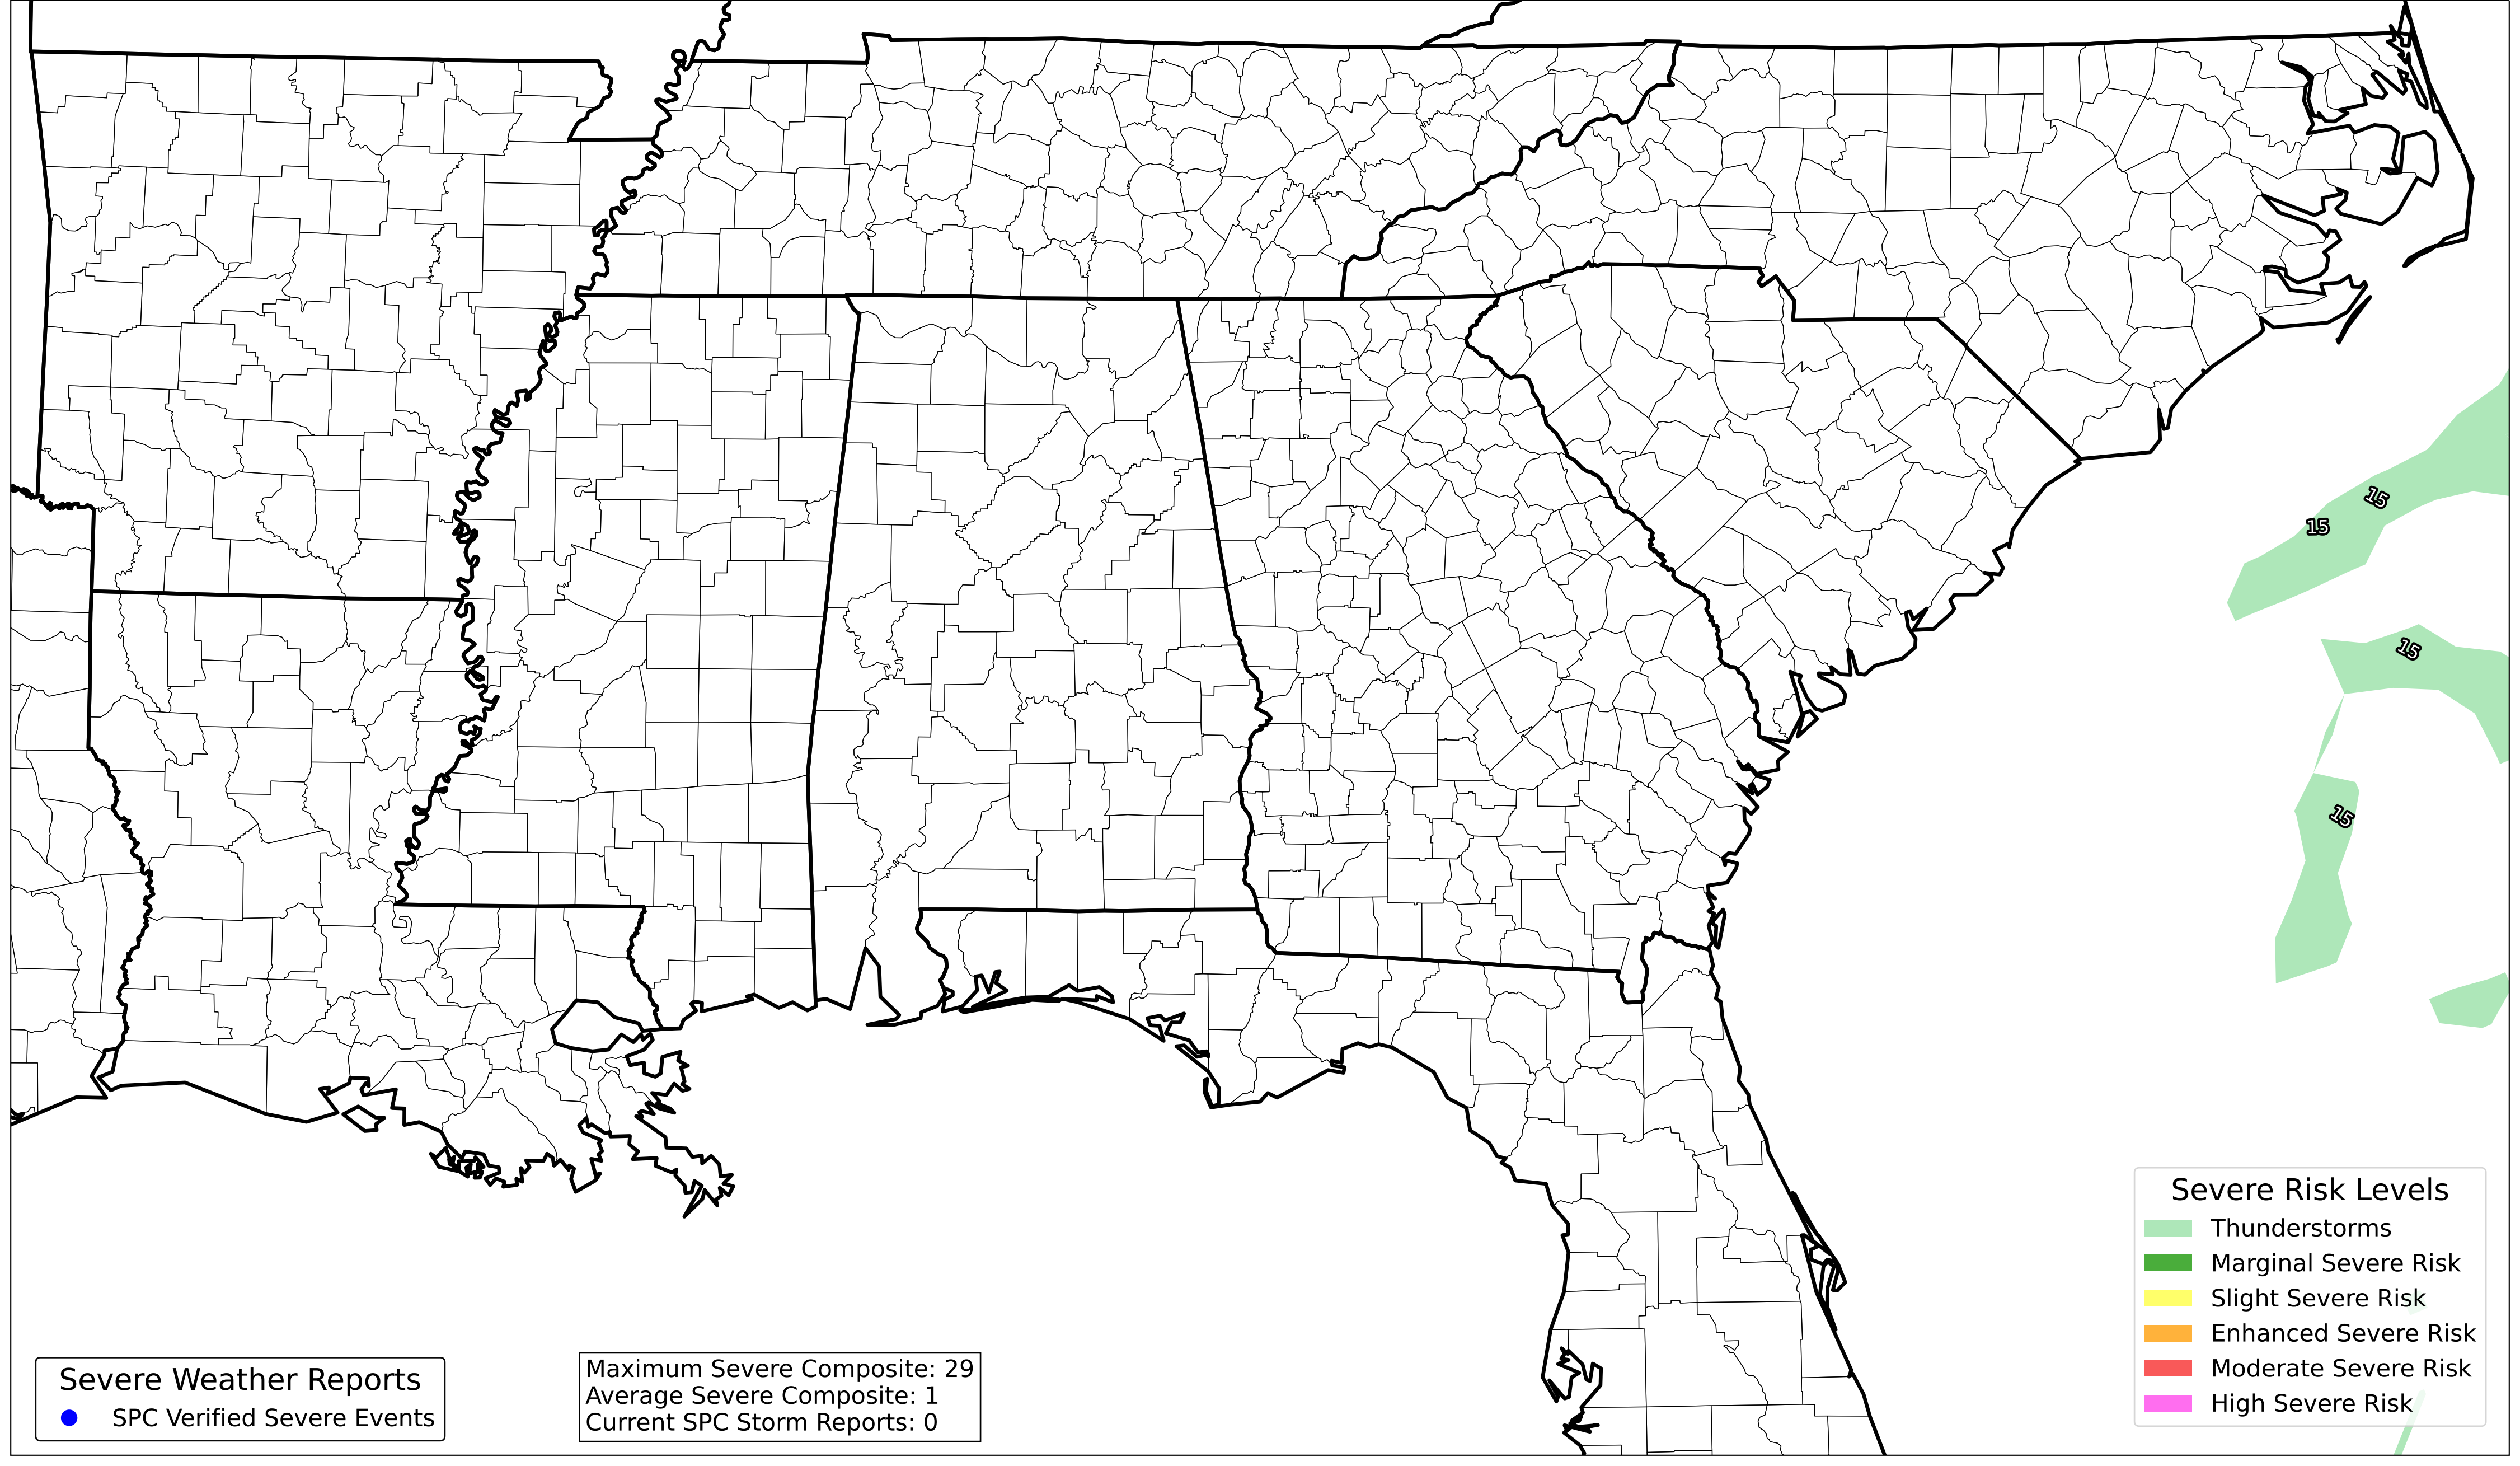 15
15
15
15
Severe Risk Levels
Thunderstorms
Marginal Severe Risk
Slight Severe Risk
Enhanced Severe Risk
Moderate Severe Risk
High Severe Risk
Severe Weather Reports
SPC Verified Severe Events
Maximum Severe Composite: 29
Average Severe Composite: 1
Current SPC Storm Reports: 0